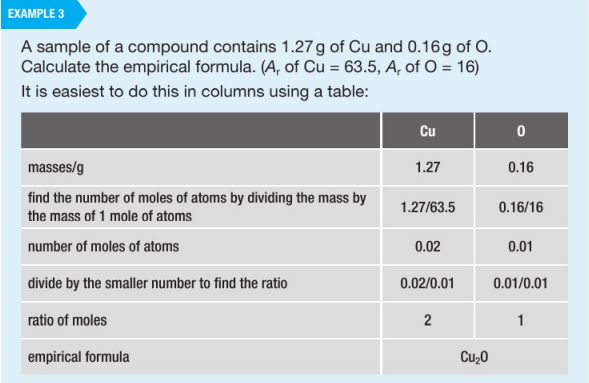 EXAMPLE 3
A sample of a compound contains 1.27 g of Cu and 0.16 g of O.
Calculate the empirical formula. (Aᵣ of Cu = 63.5, Aᵣ of O = 16)
It is easiest to do this in columns using a table:
Cu O
masses/g 1.27 0.16
find the number of moles of atoms by dividing the mass by
the mass of 1 mole of atoms 1.27/63.5 0.16/16
number of moles of atoms 0.02 0.01
divide by the smaller number to find the ratio 0.02/0.01 0.01/0.01
ratio of moles 2 1
empirical formula Cu₂O